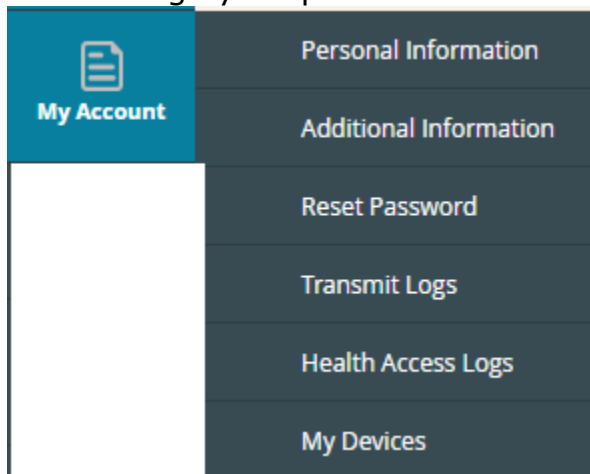 My Account
Personal Information
Additional Information
Reset Password
Transmit Logs
Health Access Logs
My Devices